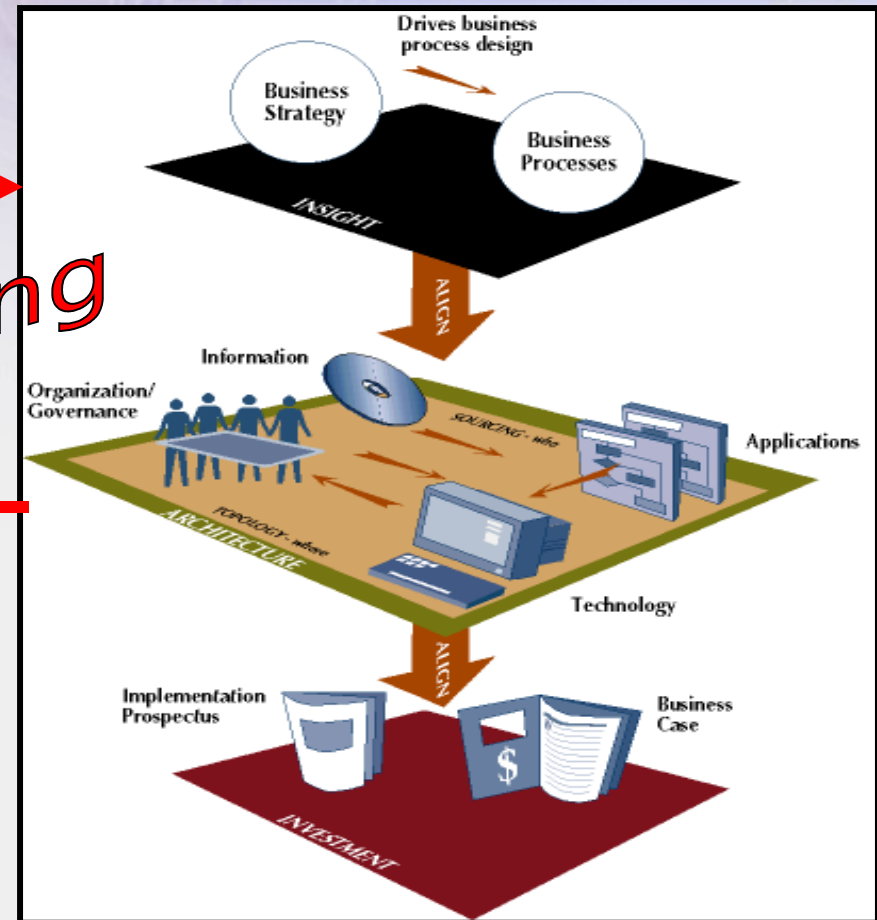 Drives business
process design
Business
Strategy
Business
Processes
INSIGHT
ng
ALIGN
Information
Organization/
Governance
SOURCING - who
Applications
TOPOLOGY - where
ARCHITECTURE
Technology
ALIGN
Implementation
Prospectus
Business
Case
$
INVESTMENT